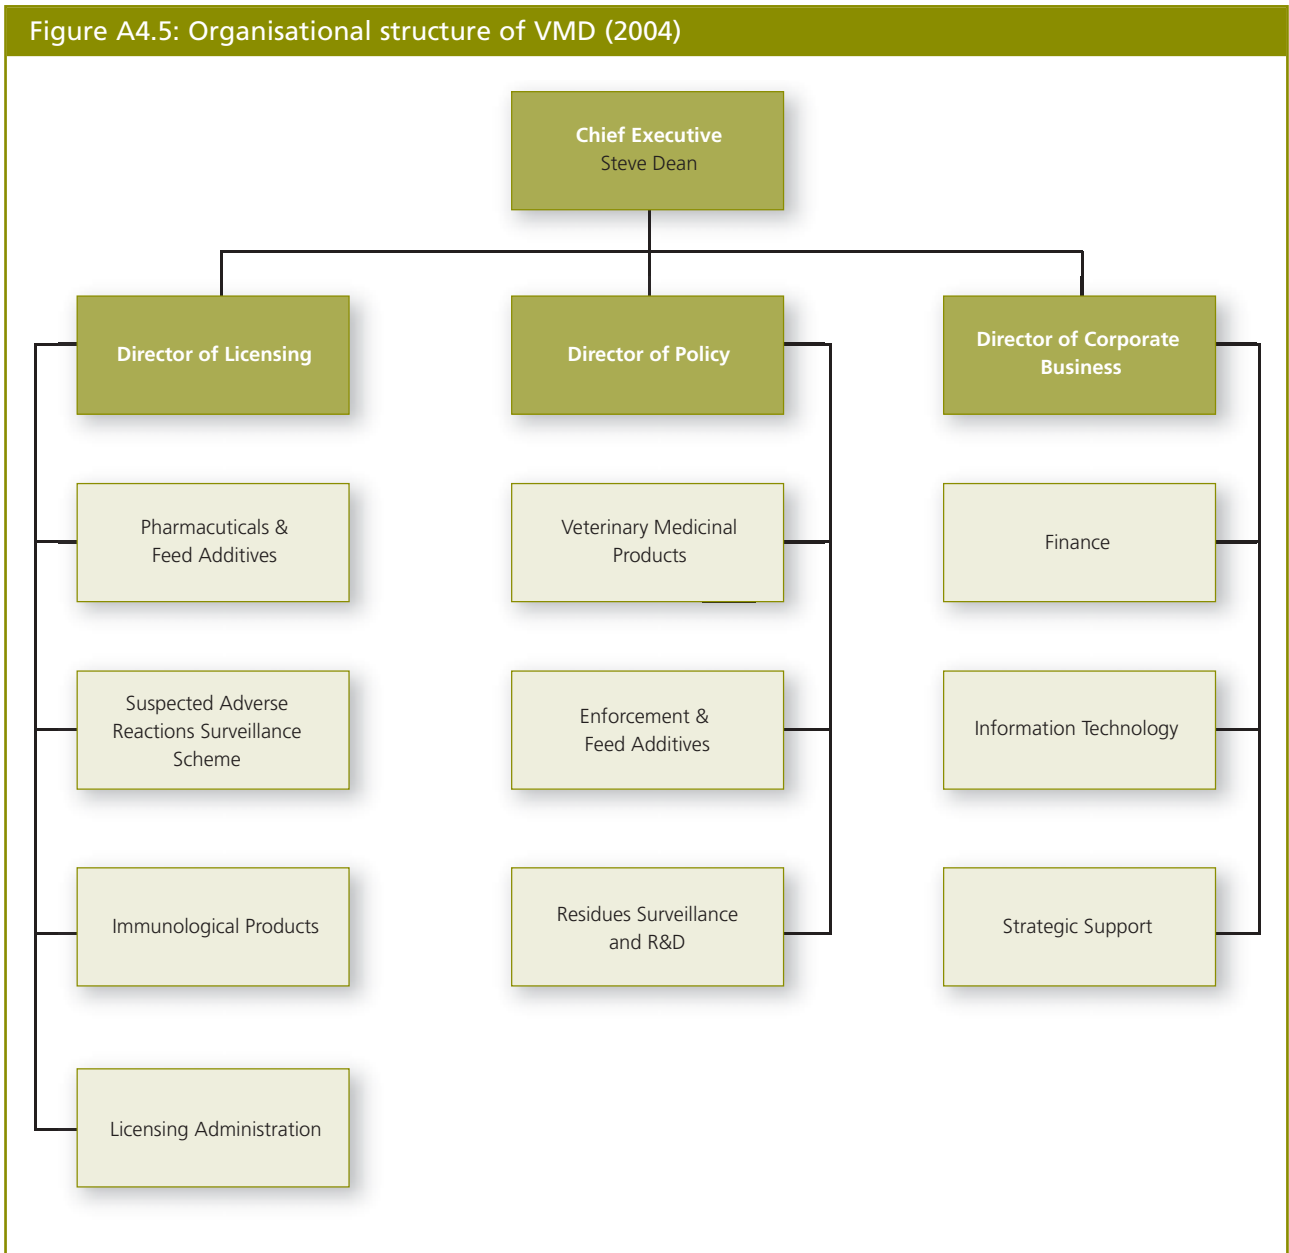 Figure A4.5: Organisational structure of VMD (2004)
Chief Executive
Steve Dean
Director of Licensing
Director of Policy
Director of Corporate
Business
Pharmacuticals &
Feed Additives
Veterinary Medicinal
Products
Finance
Suspected Adverse
Reactions Surveillance
Scheme
Enforcement &
Feed Additives
Information Technology
Immunological Products
Residues Surveillance
and R&D
Strategic Support
Licensing Administration